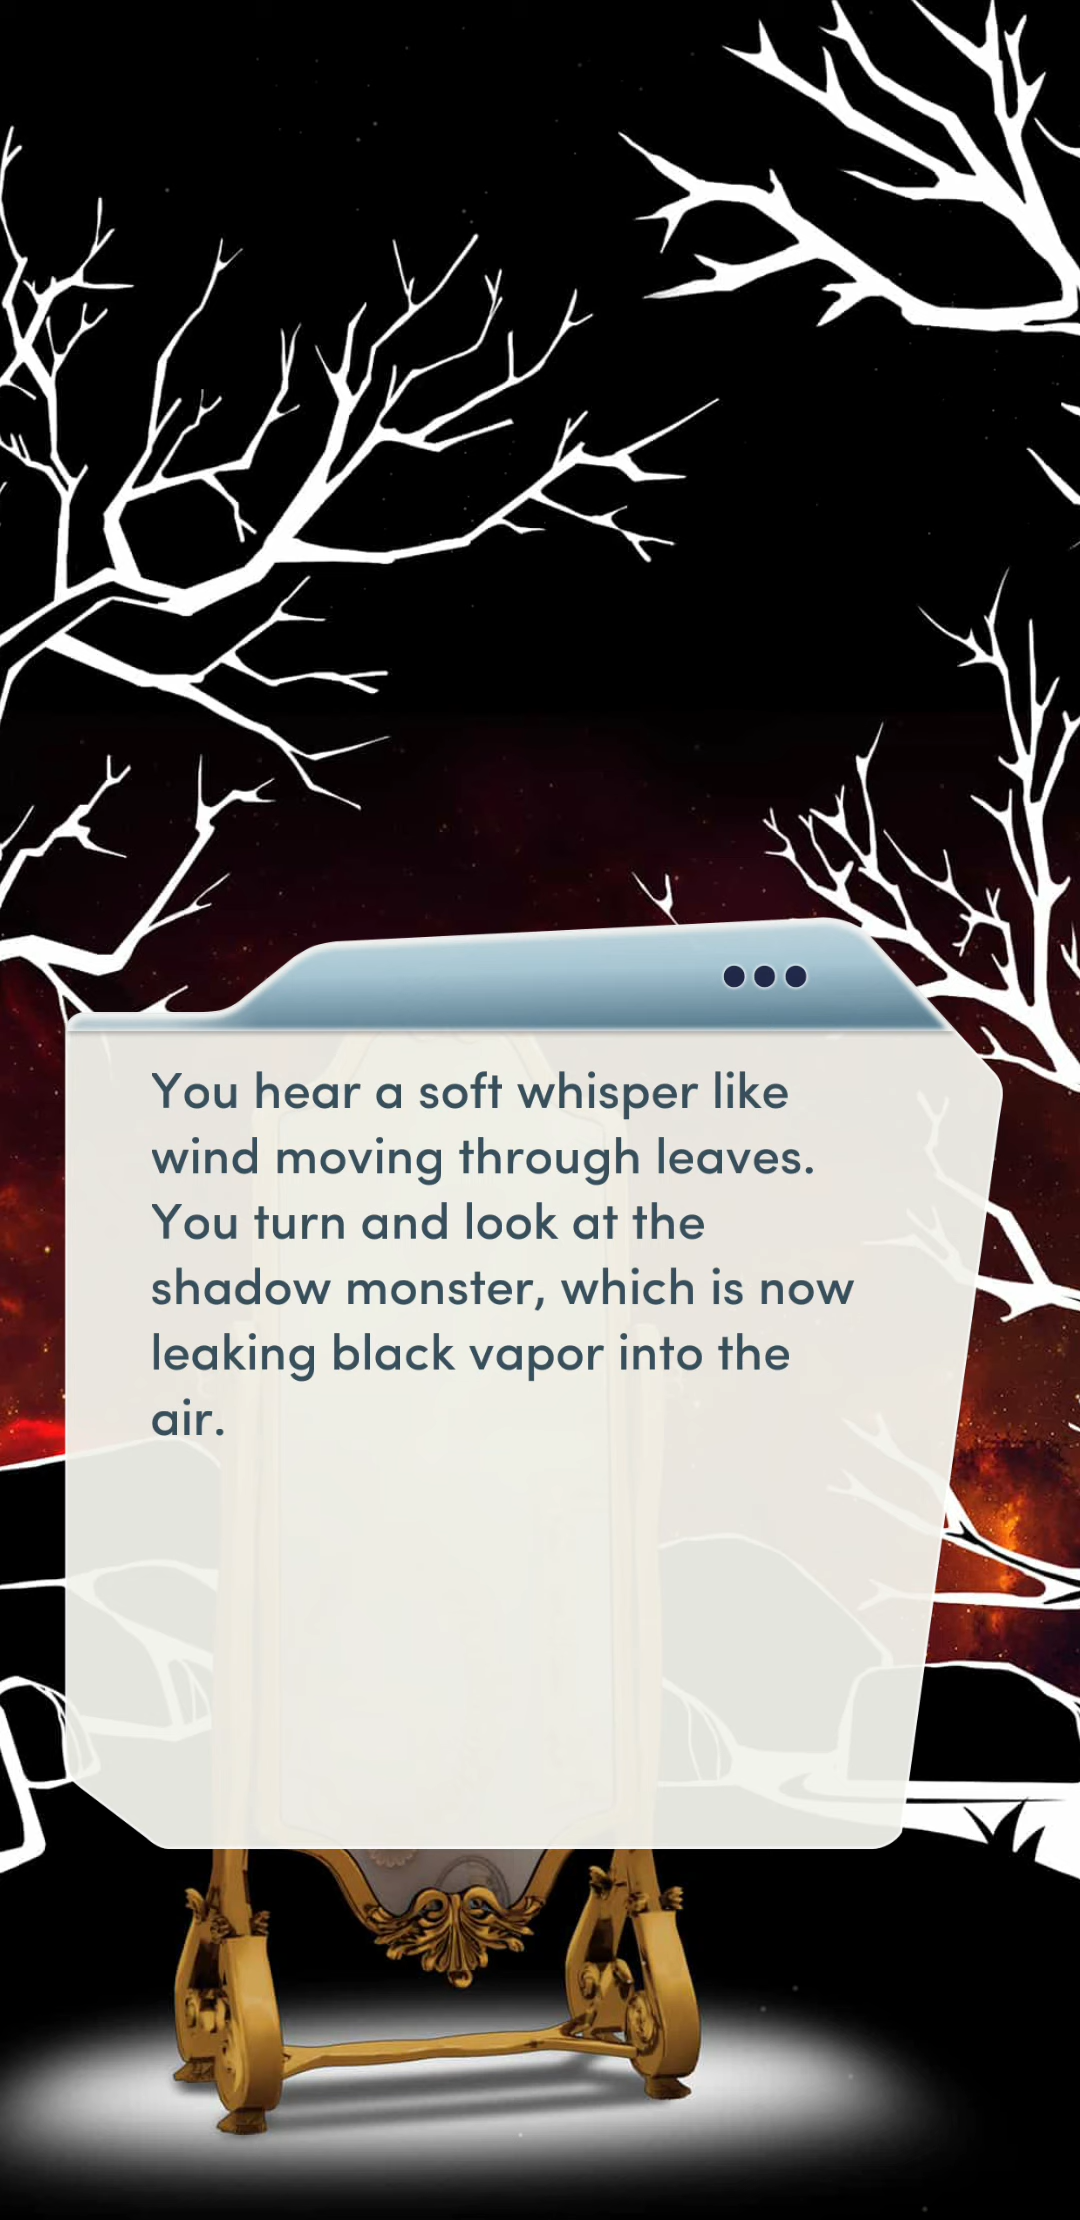 You hear a soft whisper like
wind moving through leaves.
You turn and look at the
shadow monster, which is now
leaking black vapor into the
air.